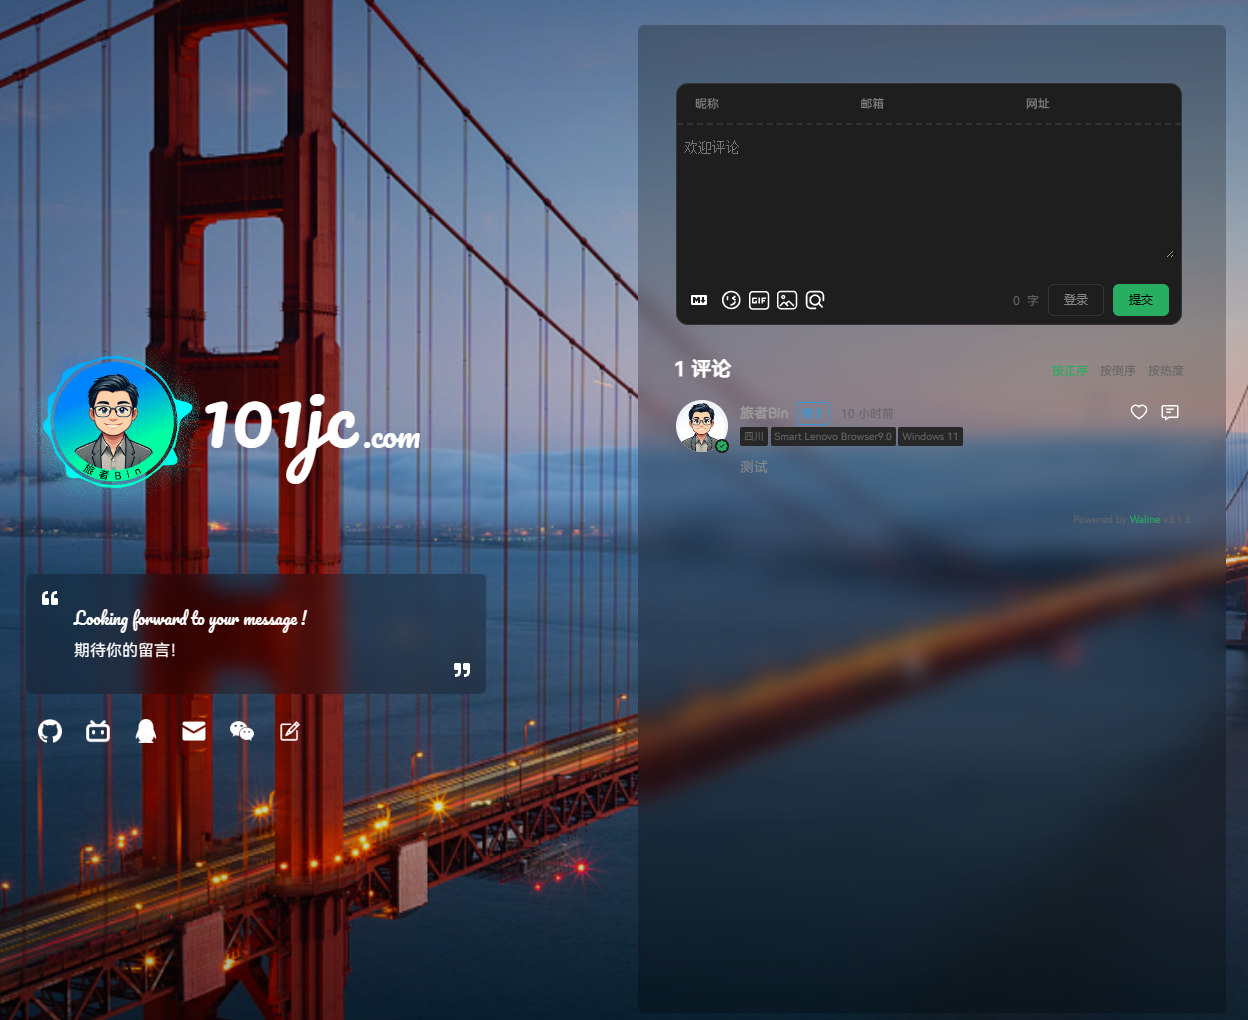 旅者Bin
101jc.com
Looking forward to your message !
期待你的留言!
昵称 邮箱 网址
欢迎评论
M↓ GIF 0 字 登录 提交
1 评论 按正序 按倒序 按热度
旅者Bin 博主 10 小时前
四川 Smart Lenovo Browser9.0 Windows 11
测试
Powered by Waline v3.1.3